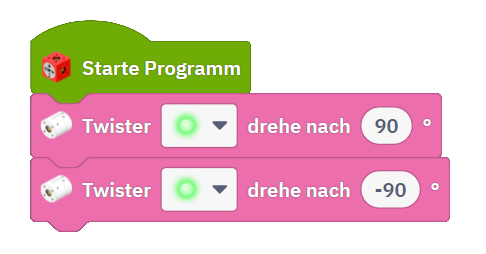 Starte Programm
Twister drehe nach 90 °
Twister drehe nach -90 °